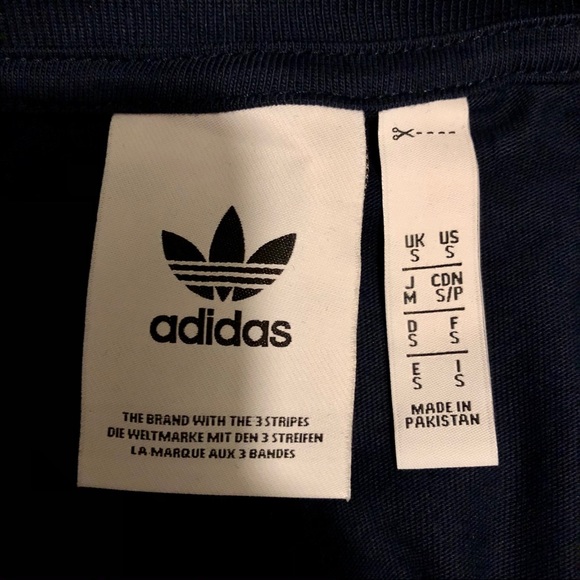 adidas
THE BRAND WITH THE 3 STRIPES
DIE WELTMARKE MIT DEN 3 STREIFEN
LA MARQUE AUX 3 BANDES
UK US
S S
J CDN
M S/P
D F
S S
E I
S S
MADE IN
PAKISTAN